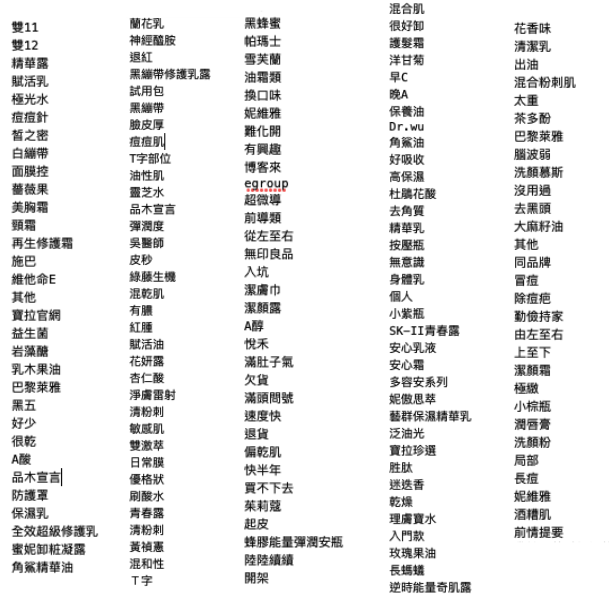 雙11
雙12
精華露
賦活乳
極光水
痘痘針
皙之密
白繃帶
面膜控
薔薇果
美胸霜
頸霜
再生修護霜
施巴
維他命E
其他
寶拉官網
益生菌
岩藻醣
乳木果油
巴黎萊雅
黑五
好少
很乾
A酸
品木宣言
防護罩
保濕乳
全效超級修護乳
蜜妮卸粧凝露
角鯊精華油
蘭花乳
神經醯胺
退紅
黑繃帶修護乳露
試用包
黑繃帶
臉皮厚
痘痘肌
T字部位
油性肌
靈芝水
品木宣言
彈潤度
吳醫師
皮秒
綠藤生機
混乾肌
有膿
紅腫
賦活油
花妍露
杏仁酸
淨膚雷射
清粉刺
敏感肌
雙激萃
日常膜
優格狀
刷酸水
青春露
清粉刺
黃禎憲
混和性
T字
黑蜂蜜
帕瑪士
雪芙蘭
油霜類
換口味
妮維雅
難化開
有興趣
博客來
egroup
超微導
前導類
從左至右
無印良品
入坑
潔膚巾
潔顏露
A醇
悅禾
滿肚子氣
欠貨
滿頭問號
速度快
退貨
偏乾肌
快半年
買不下去
茱莉蔻
起皮
蜂膠能量彈潤安瓶
陸陸續續
開架
混合肌
很好卸
護髮霜
洋甘菊
早C
晚A
保養油
Dr.wu
角鯊油
好吸收
高保濕
杜鵑花酸
去角質
精華乳
按壓瓶
無意識
身體乳
個人
小紫瓶
SK-II青春露
安心乳液
安心霜
多容安系列
妮傲思萃
藝群保濕精華乳
泛油光
寶拉珍選
胜肽
迷迭香
乾燥
理膚寶水
入門款
玫瑰果油
長螞蟻
逆時能量奇肌露
花香味
清潔乳
出油
混合粉刺肌
太重
茶多酚
巴黎萊雅
腦波弱
洗顏慕斯
沒用過
去黑頭
大麻籽油
其他
同品牌
冒痘
除痘疤
勤儉持家
由左至右
上至下
潔顏霜
極緻
小棕瓶
潤唇膏
洗顏粉
局部
長痘
妮維雅
酒糟肌
前情提要